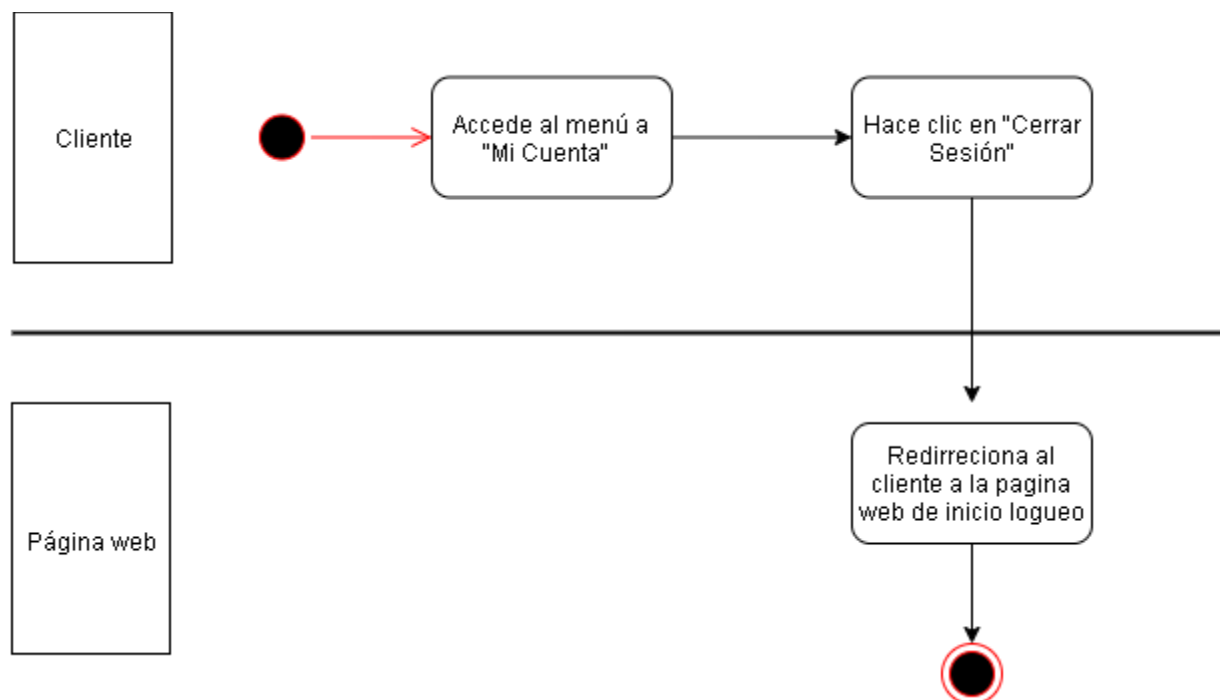 Cliente
Accede al menú a
"Mi Cuenta"
Hace clic en "Cerrar
Sesión"
Página web
Redirreciona al
cliente a la pagina
web de inicio logueo